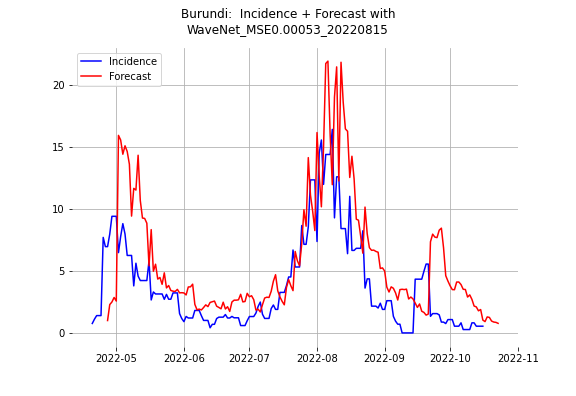 Burundi:  Incidence + Forecast with
WaveNet_MSE0.00053_20220815
Incidence
Forecast
20
15
10
5
0
2022-05 2022-06 2022-07 2022-08 2022-09 2022-10 2022-11